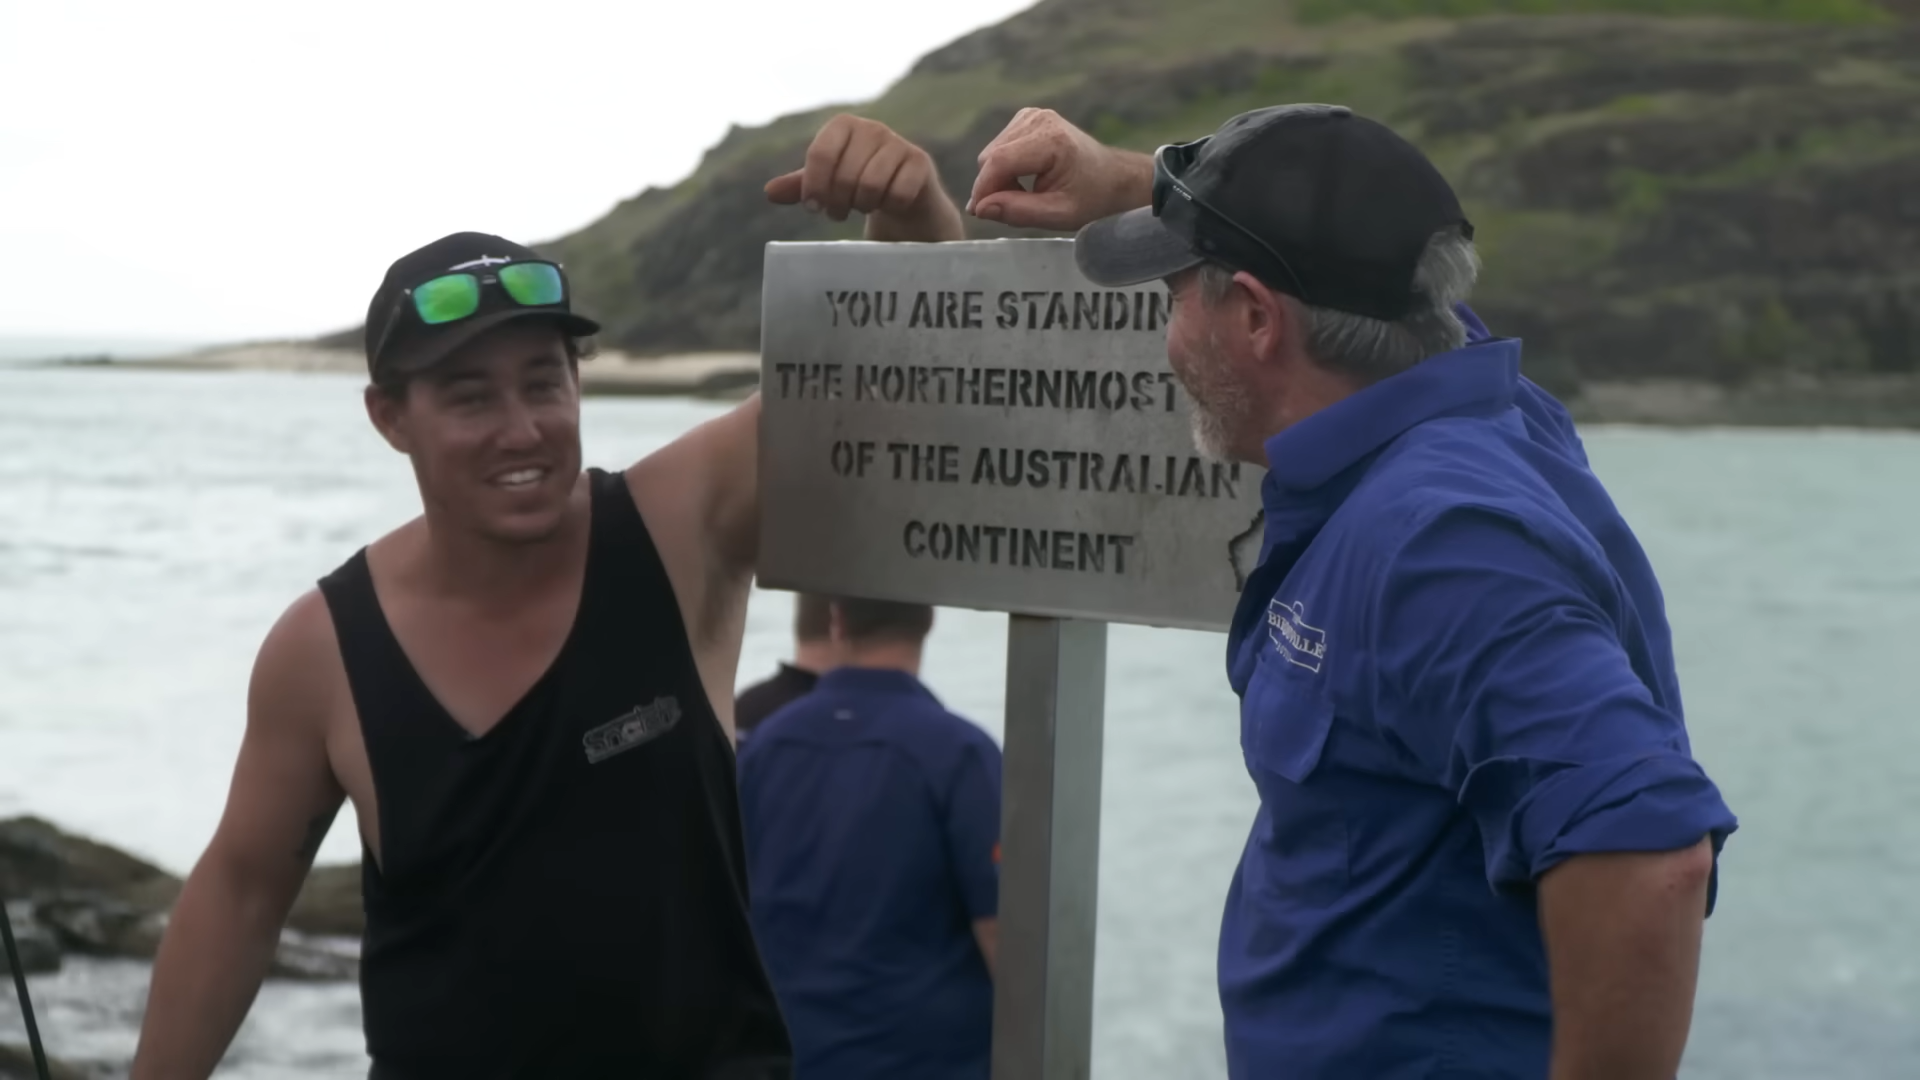 YOU ARE STANDIN
THE NORTHERNMOST
OF THE AUSTRALIAN
CONTINENT